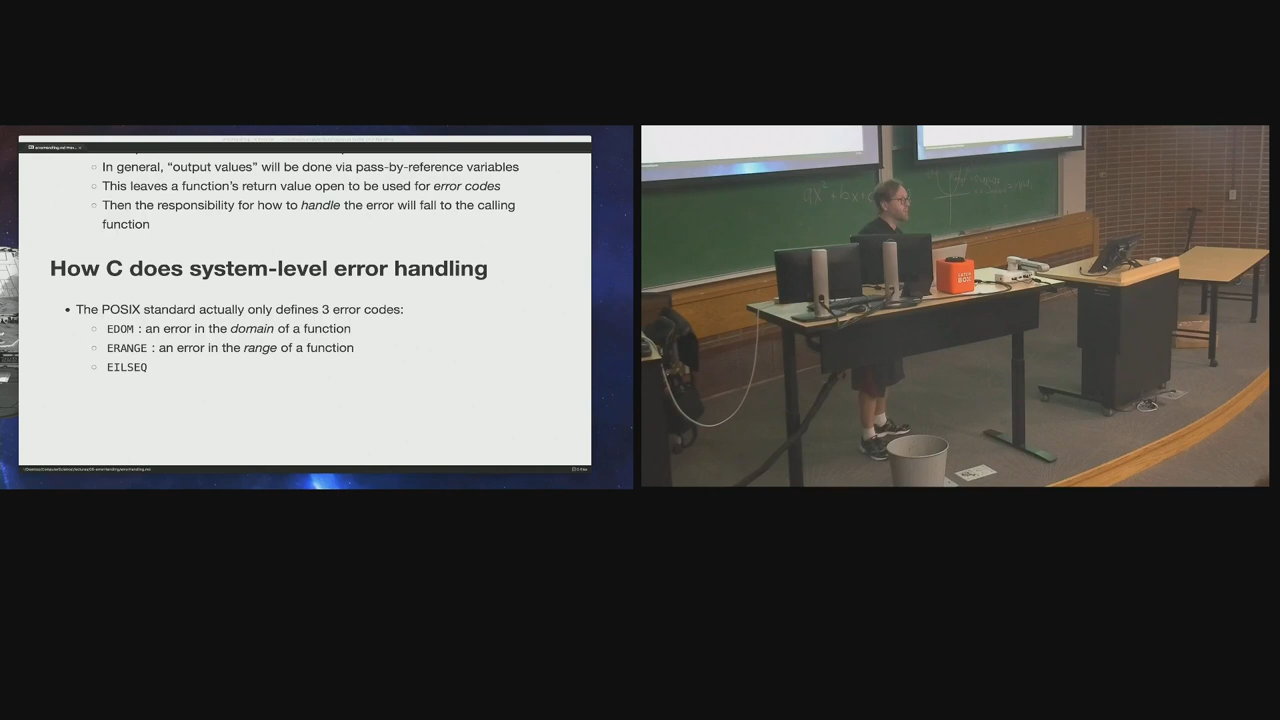 In general, “output values” will be done via pass-by-reference variables
This leaves a function’s return value open to be used for error codes
Then the responsibility for how to handle the error will fall to the calling
function
How C does system-level error handling
• The POSIX standard actually only defines 3 error codes:
EDOM : an error in the domain of a function
ERANGE : an error in the range of a function
EILSEQ
CATCH
BOX